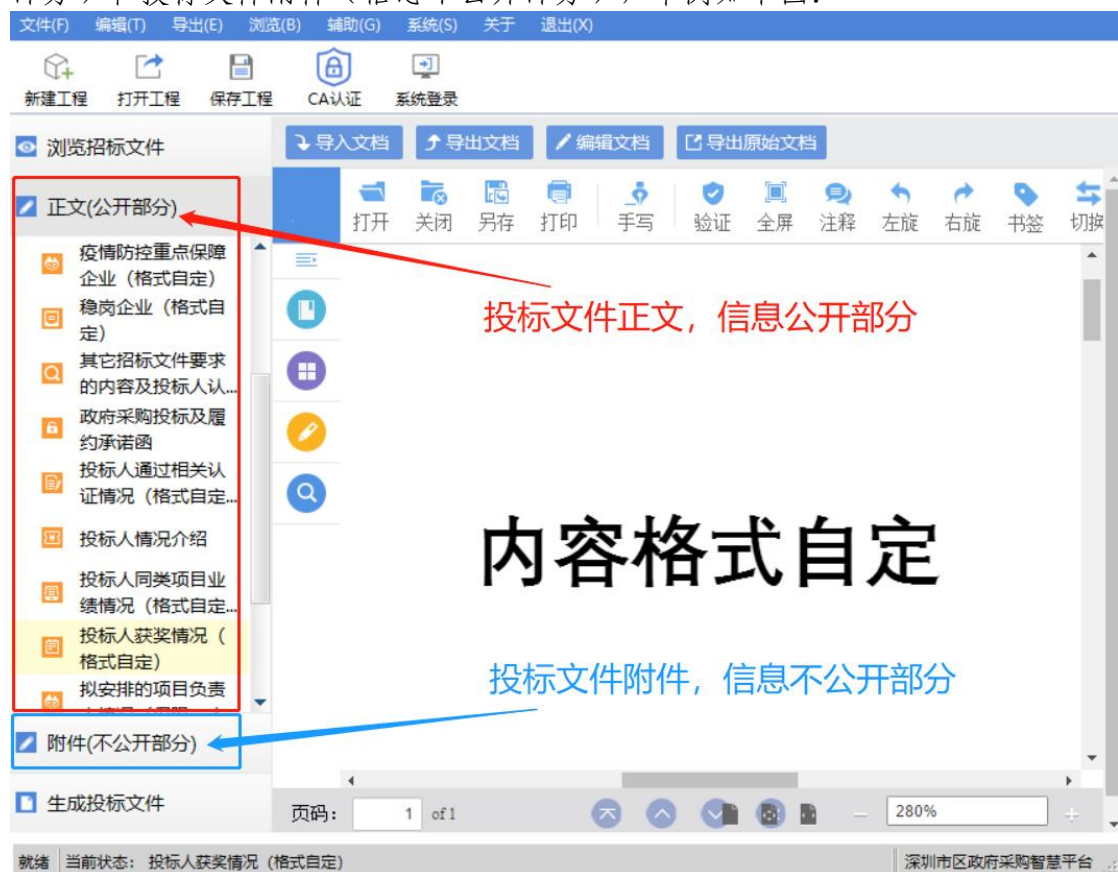 文件(F) 编辑(T) 导出(E) 浏览(B) 辅助(G) 系统(S) 关于 退出(X)
新建工程 打开工程 保存工程 CA认证 系统登录
浏览招标文件
导入文档 导出文档 编辑文档 导出原始文档
正文(公开部分)
打开 关闭 另存 打印 手写 验证 全屏 注释 左旋 右旋 书签 切换
疫情防控重点保障
企业（格式自定）
稳岗企业（格式自
定）
其它招标文件要求
的内容及投标人认...
政府采购投标及履
约承诺函
投标人通过相关认
证情况（格式自定...
投标人情况介绍
投标人同类项目业
绩情况（格式自定...
投标人获奖情况（
格式自定）
拟安排的项目负责
投标文件正文，信息公开部分
内容格式自定
投标文件附件，信息不公开部分
附件(不公开部分)
生成投标文件
页码： 1 of 1 280%
就绪 当前状态： 投标人获奖情况（格式自定） 深圳市区政府采购智慧平台